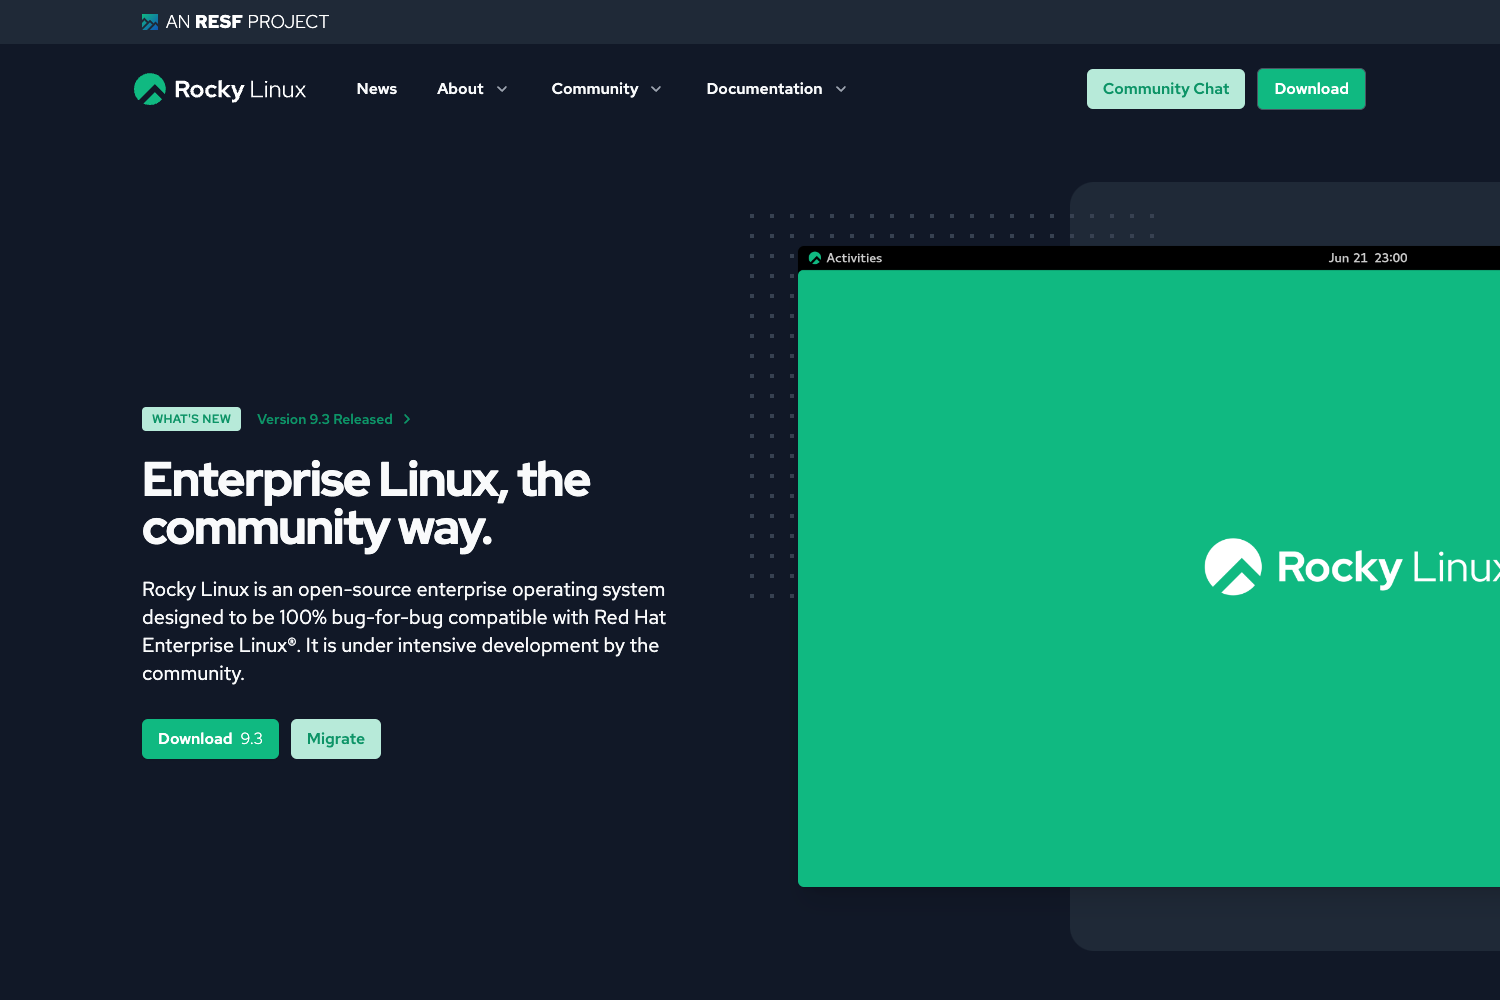 AN RESF PROJECT
Rocky Linux
News
About
Community
Documentation
Community Chat
Download
Activities
Jun 21 23:00
WHAT'S NEW
Version 9.3 Released
Enterprise Linux, the
community way.
Rocky Linux is an open-source enterprise operating system
designed to be 100% bug-for-bug compatible with Red Hat
Enterprise Linux®. It is under intensive development by the
community.
Download 9.3
Migrate
Rocky Linux